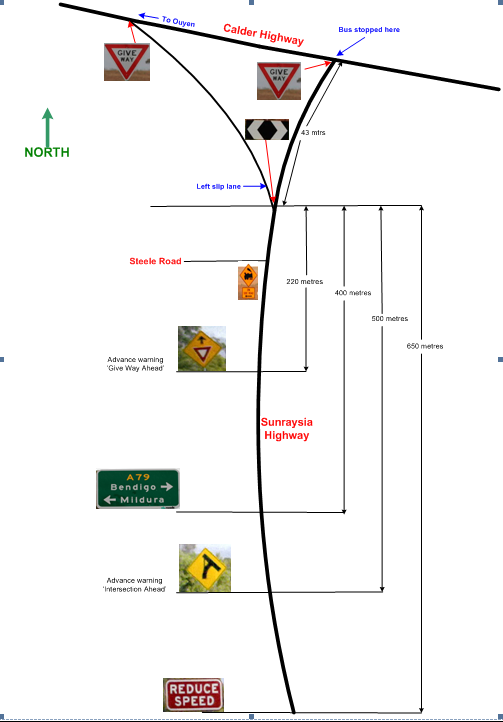 To Ouyen
Calder Highway
Bus stopped here
GIVE
WAY
GIVE
WAY
43 mtrs
NORTH
Left slip lane
Steele Road
220 metres
400 metres
500 metres
650 metres
Advance warning
'Give Way Ahead'
Sunraysia
Highway
A79
Bendigo
Mildura
Advance warning
'Intersection Ahead'
REDUCE
SPEED